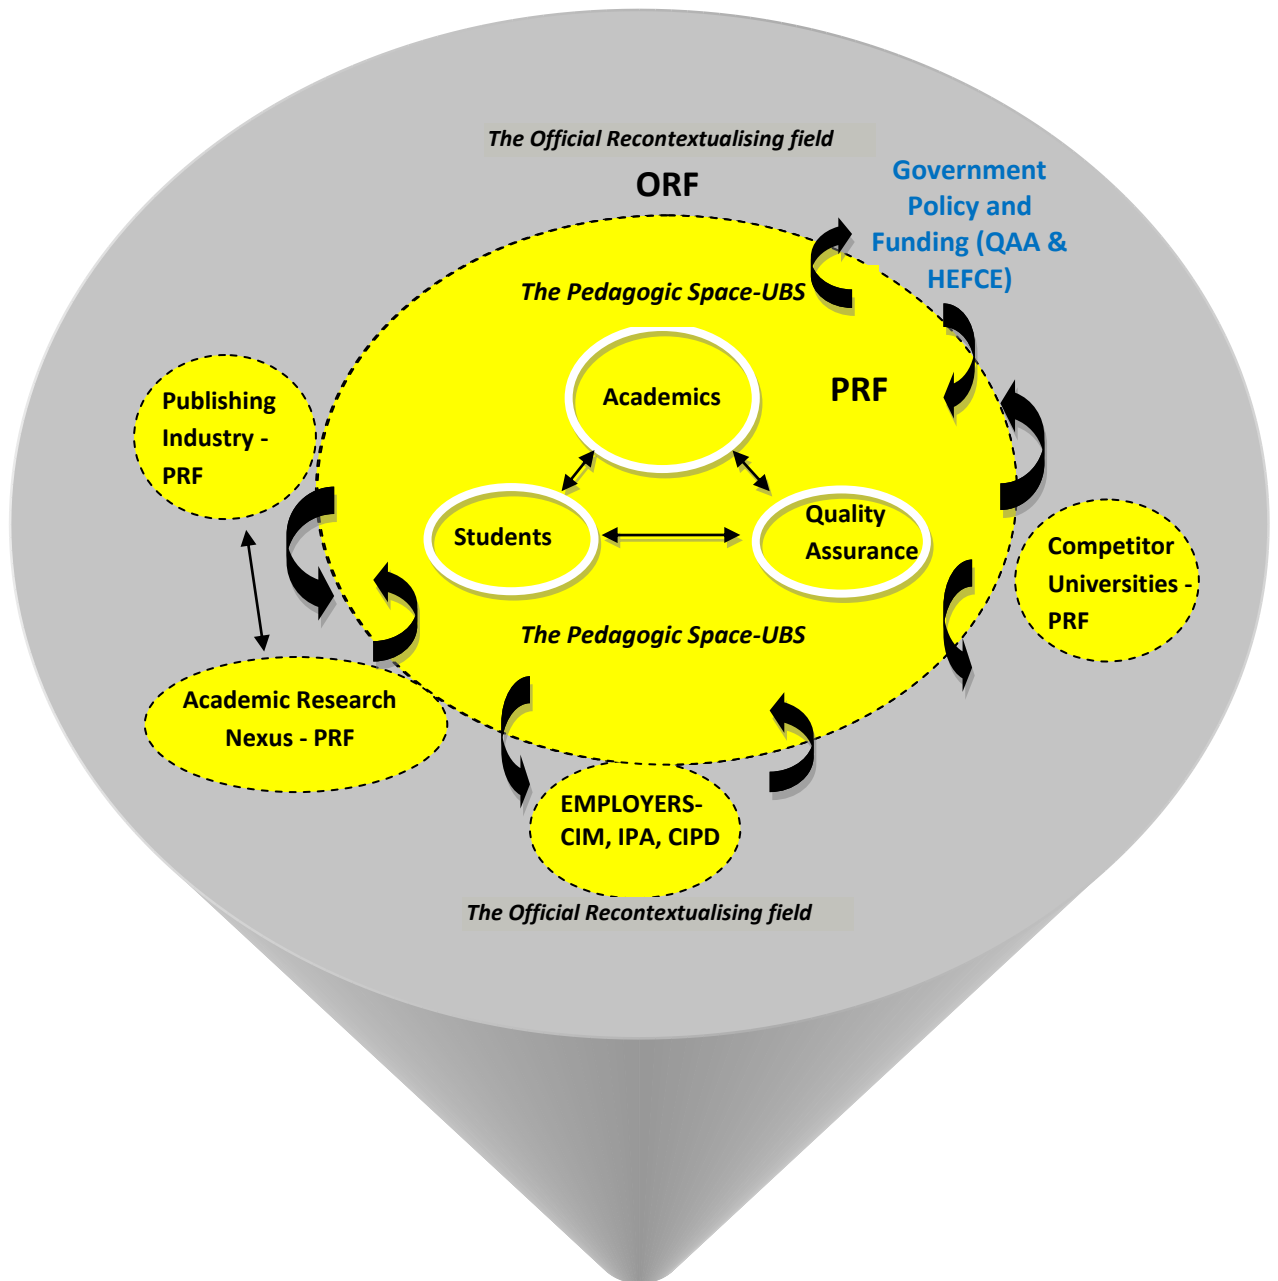 The Official Recontextualising field
ORF
Government
Policy and
Funding (QAA &
HEFCE)
The Pedagogic Space-UBS
Academics
PRF
Publishing
Industry -
PRF
Students
Quality
Assurance
Competitor
Universities -
PRF
The Pedagogic Space-UBS
Academic Research
Nexus - PRF
EMPLOYERS-
CIM, IPA, CIPD
The Official Recontextualising field